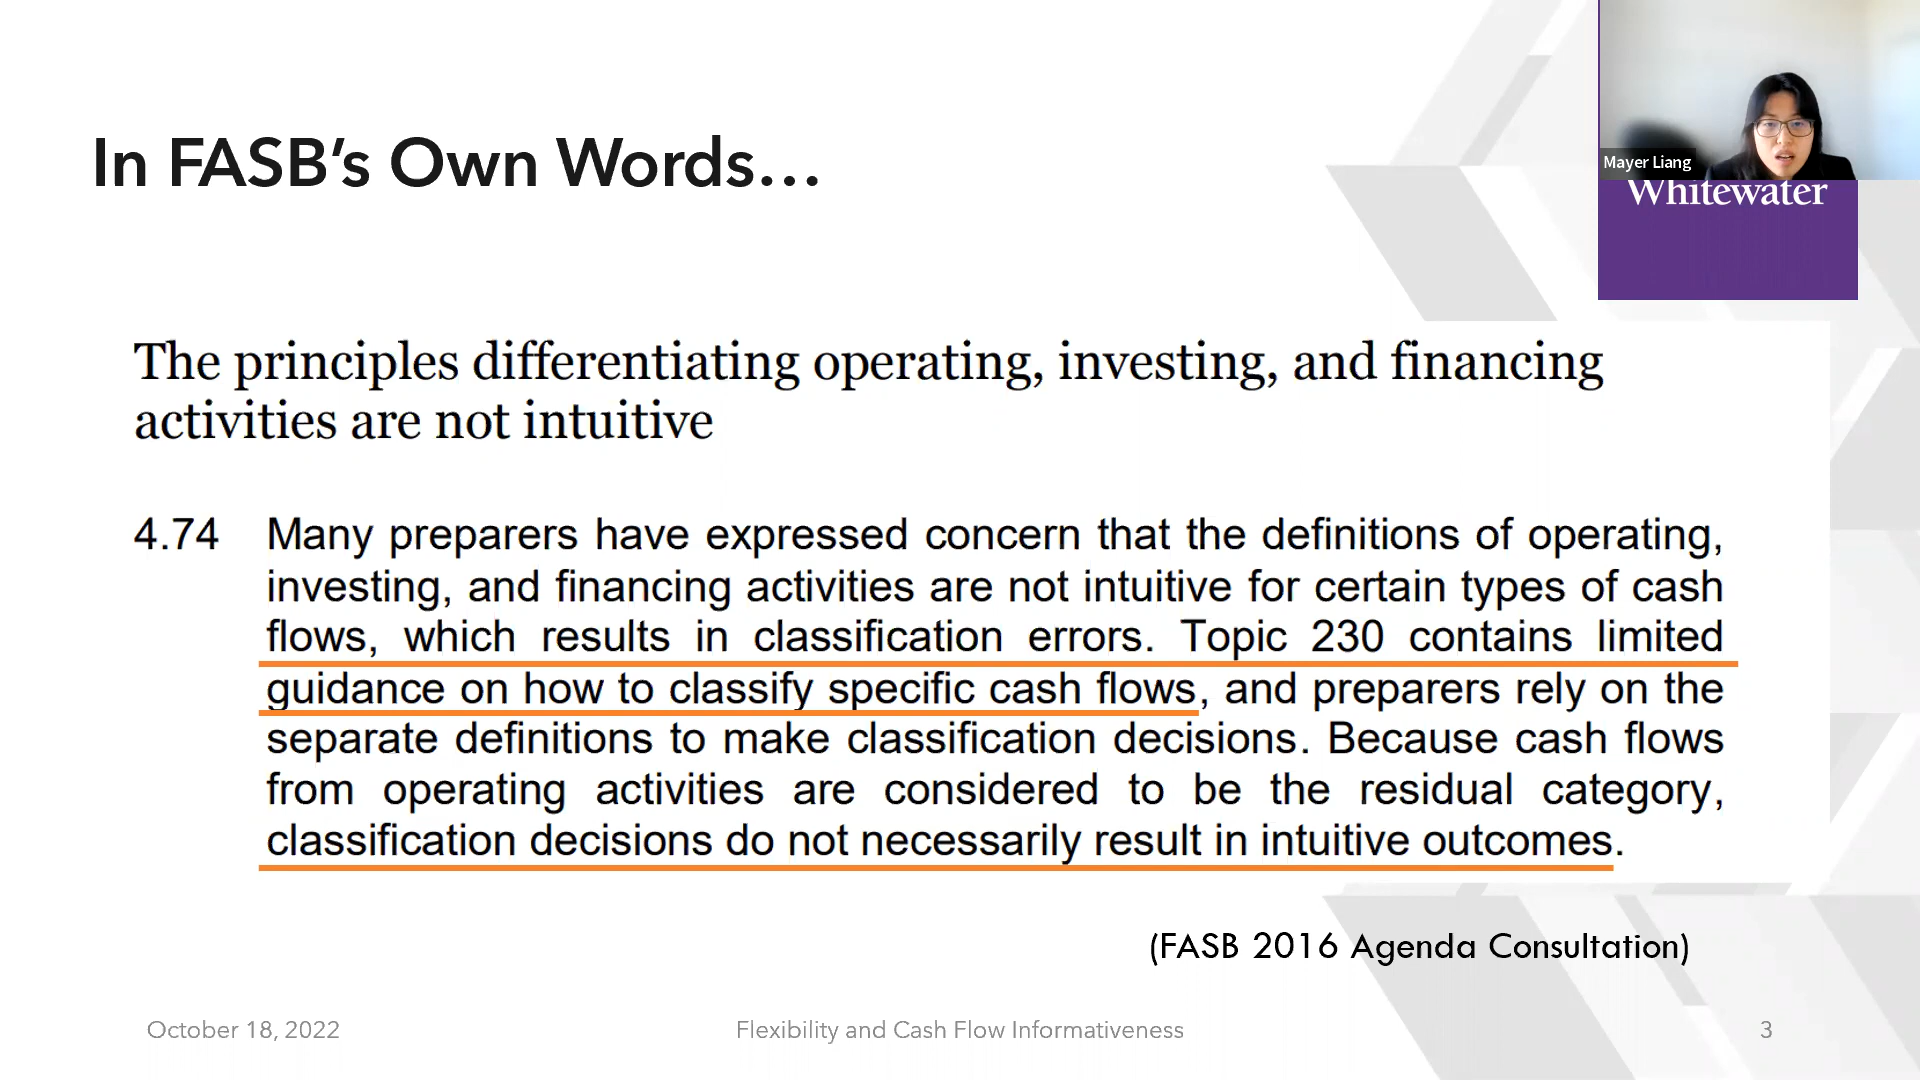 In FASB's Own Words...
Mayer Liang
Whitewater
The principles differentiating operating, investing, and financing
activities are not intuitive
4.74 Many preparers have expressed concern that the definitions of operating,
investing, and financing activities are not intuitive for certain types of cash
flows, which results in classification errors. Topic 230 contains limited
guidance on how to classify specific cash flows, and preparers rely on the
separate definitions to make classification decisions. Because cash flows
from operating activities are considered to be the residual category,
classification decisions do not necessarily result in intuitive outcomes.
(FASB 2016 Agenda Consultation)
October 18, 2022
Flexibility and Cash Flow Informativeness
3